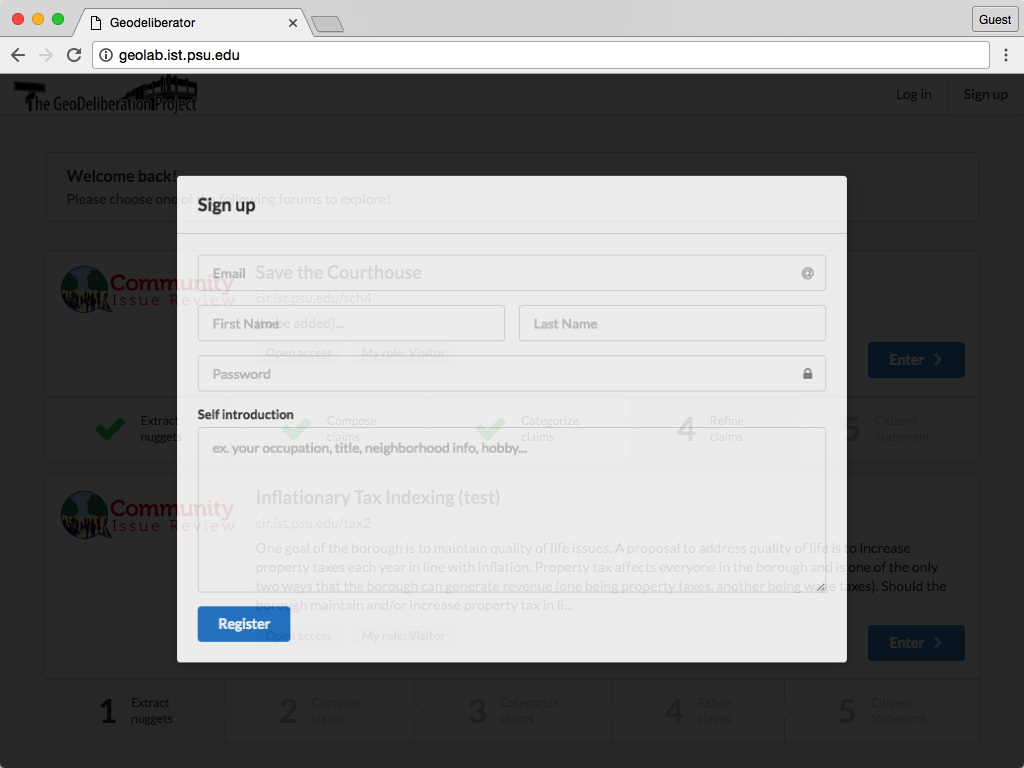 Geodeliberator
Guest
geolab.ist.psu.edu
The GeoDeliberation Project
Log in
Sign up
Welcome back!
Please choose one of the following forums to explore!
Sign up
Community
Issue Review
Email
@
Save the Courthouse
cir.ist.psu.edu/sch4
First Name
Last Name
be added)...
Open access
My role: Visitor
Enter
Password
Self introduction
Extract
nuggets
Compose
claims
Categorize
claims
4
Refine
claims
5
Citizens
Statement
ex. your occupation, title, neighborhood info, hobby...
Community
Issue Review
Inflationary Tax Indexing (test)
cir.ist.psu.edu/tax2
One goal of the borough is to maintain quality of life issues. A proposal to address quality of life is to increase
property taxes each year in line with inflation. Property tax affects everyone in the borough and is one of the only
two ways that the borough can generate revenue (one being property taxes, another being wage taxes). Should the
borough maintain and/or increase property tax in li...
Register
Open access
My role: Visitor
Enter
1
Extract
nuggets
2
Compose
claims
3
Categorize
claims
4
Refine
claims
5
Citizens
Statement